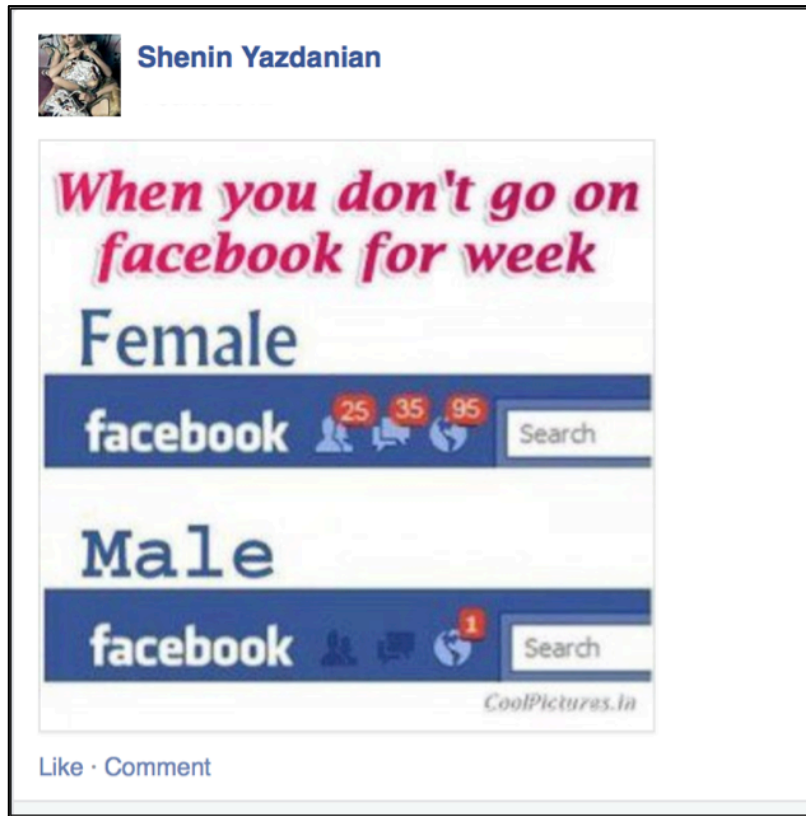 Shenin Yazdanian
When you don't go on
facebook for week
Female
facebook 25 35 95 Search
Male
facebook 1 Search
CoolPictures.in
Like · Comment